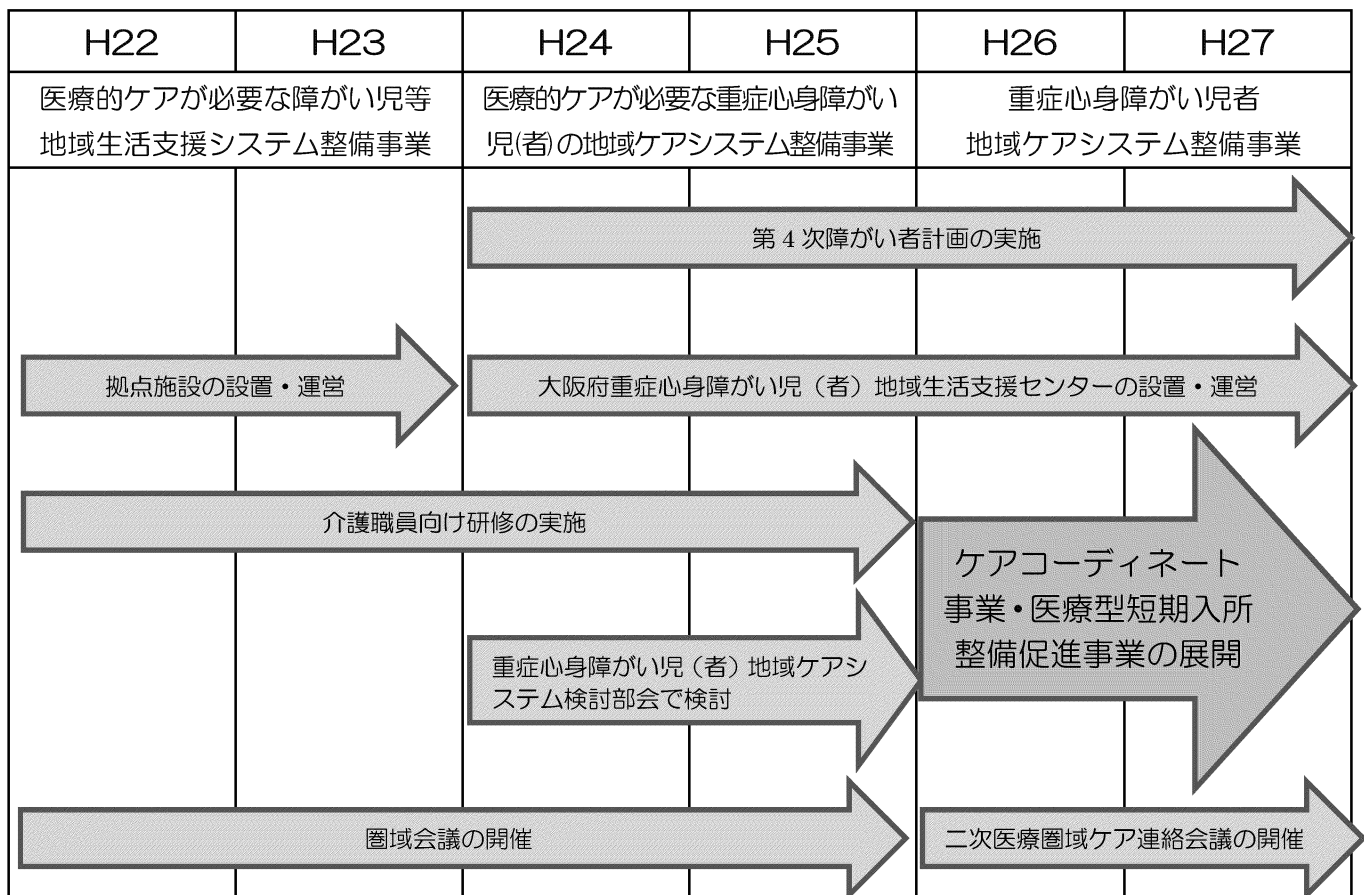 H22 H23 H24 H25 H26 H27
医療的ケアが必要な障がい児等
地域生活支援システム整備事業
医療的ケアが必要な重症心身障がい
児(者)の地域ケアシステム整備事業
重症心身障がい児者
地域ケアシステム整備事業
第4次障がい者計画の実施
拠点施設の設置・運営
大阪府重症心身障がい児（者）地域生活支援センターの設置・運営
介護職員向け研修の実施
ケアコーディネート
事業・医療型短期入所
整備促進事業の展開
重症心身障がい児（者）地域ケアシ
ステム検討部会で検討
圏域会議の開催
二次医療圏域ケア連絡会議の開催